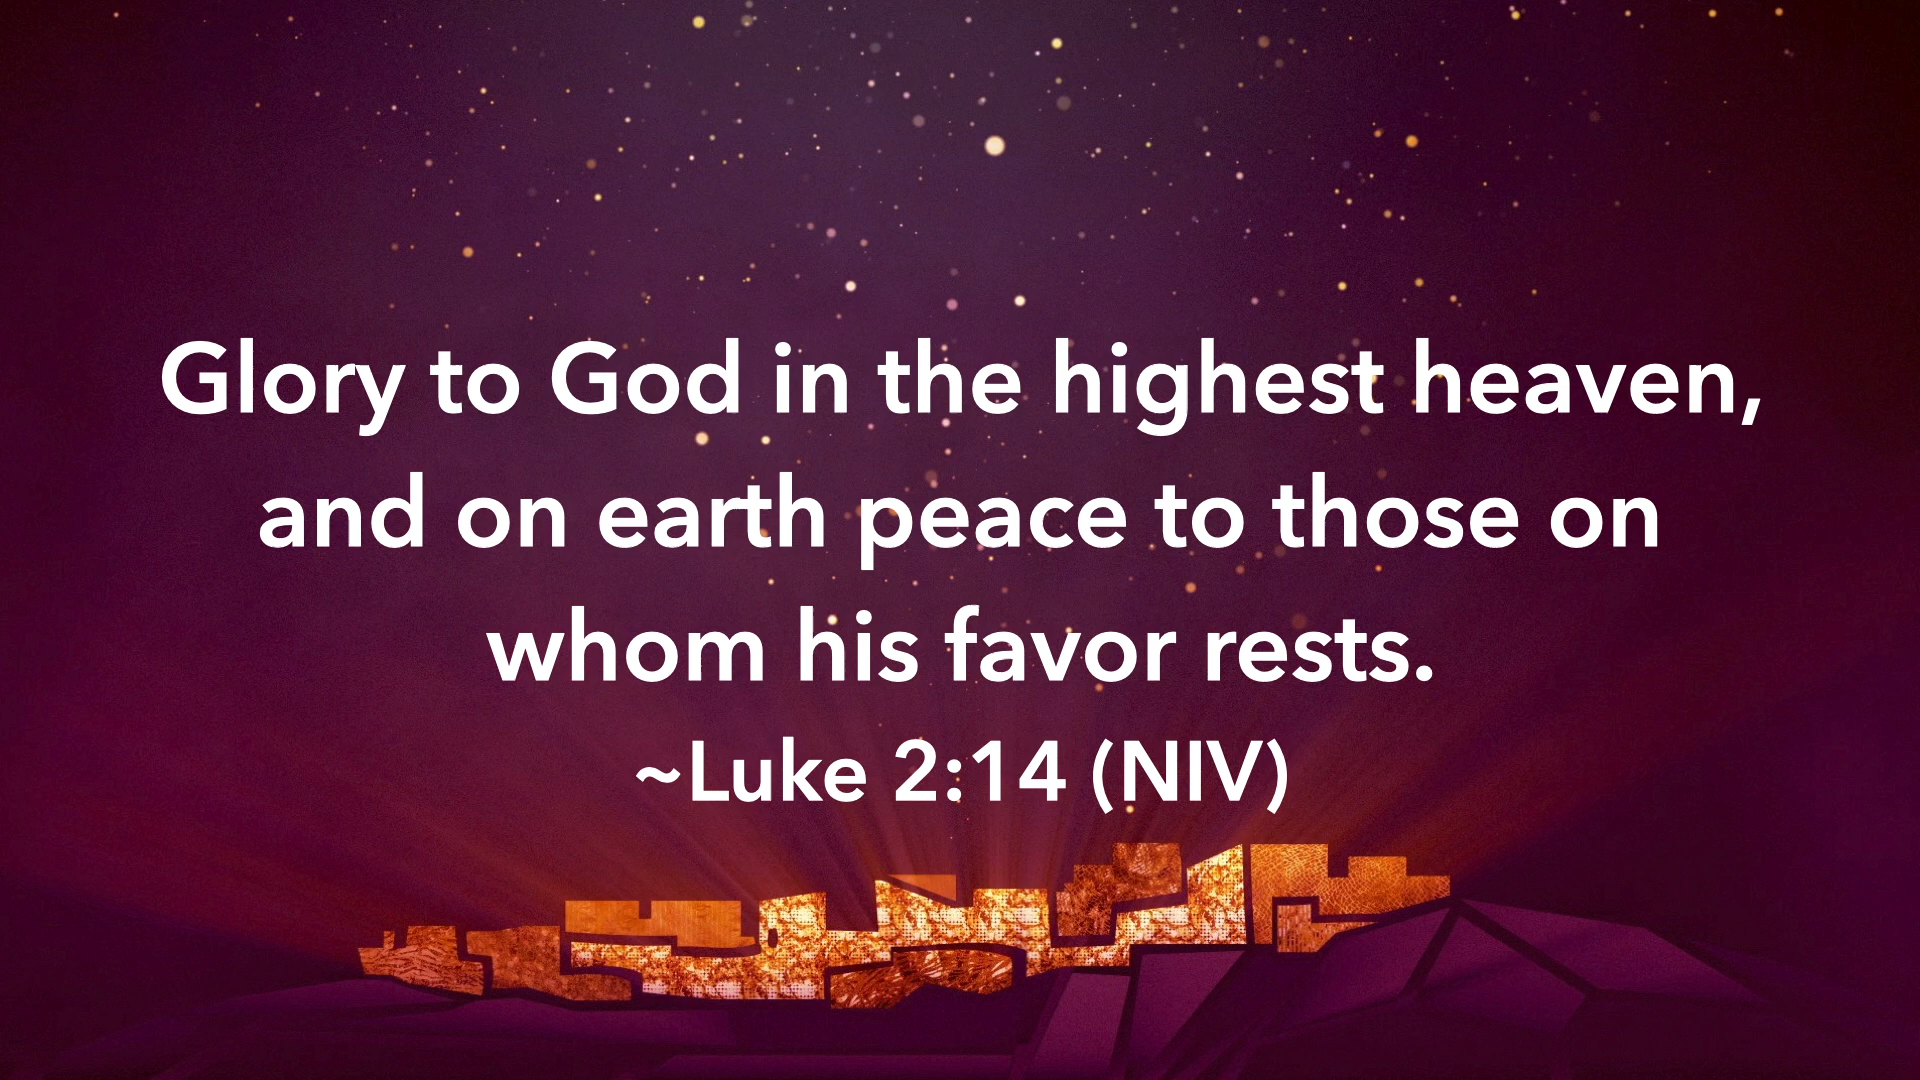 Glory to God in the highest heaven,
and on earth peace to those on
whom his favor rests.
~Luke 2:14 (NIV)